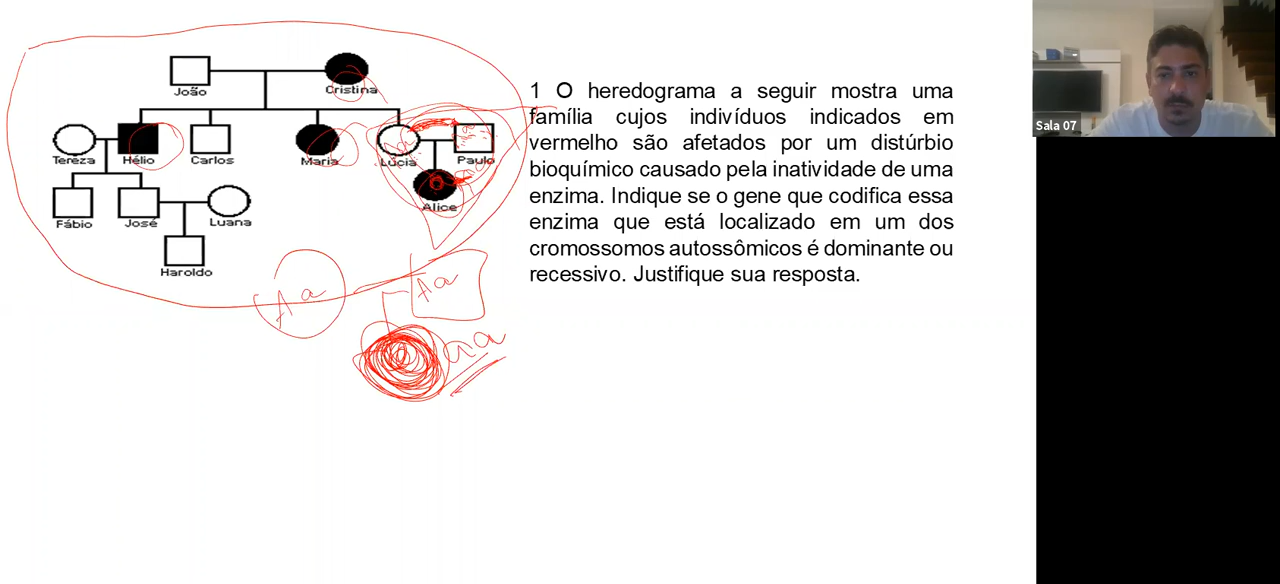 João
Cristina
Tereza
Hélio
Carlos
Maria
Lúcia
Paulo
Alice
Fábio
José
Luana
Haroldo
1 O heredograma a seguir mostra uma
família cujos indivíduos indicados em
vermelho são afetados por um distúrbio
bioquímico causado pela inatividade de uma
enzima. Indique se o gene que codifica essa
enzima que está localizado em um dos
cromossomos autossômicos é dominante ou
recessivo. Justifique sua resposta.
Aa
Aa
aa
Sala 07